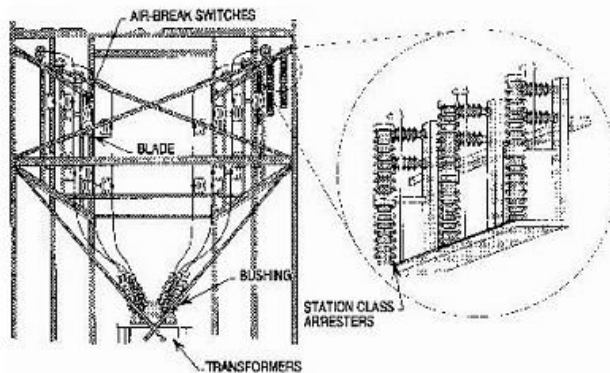 AIR-BREAK SWITCHES
BLADE
BUSHING
STATION CLASS
ARRESTERS
TRANSFORMERS